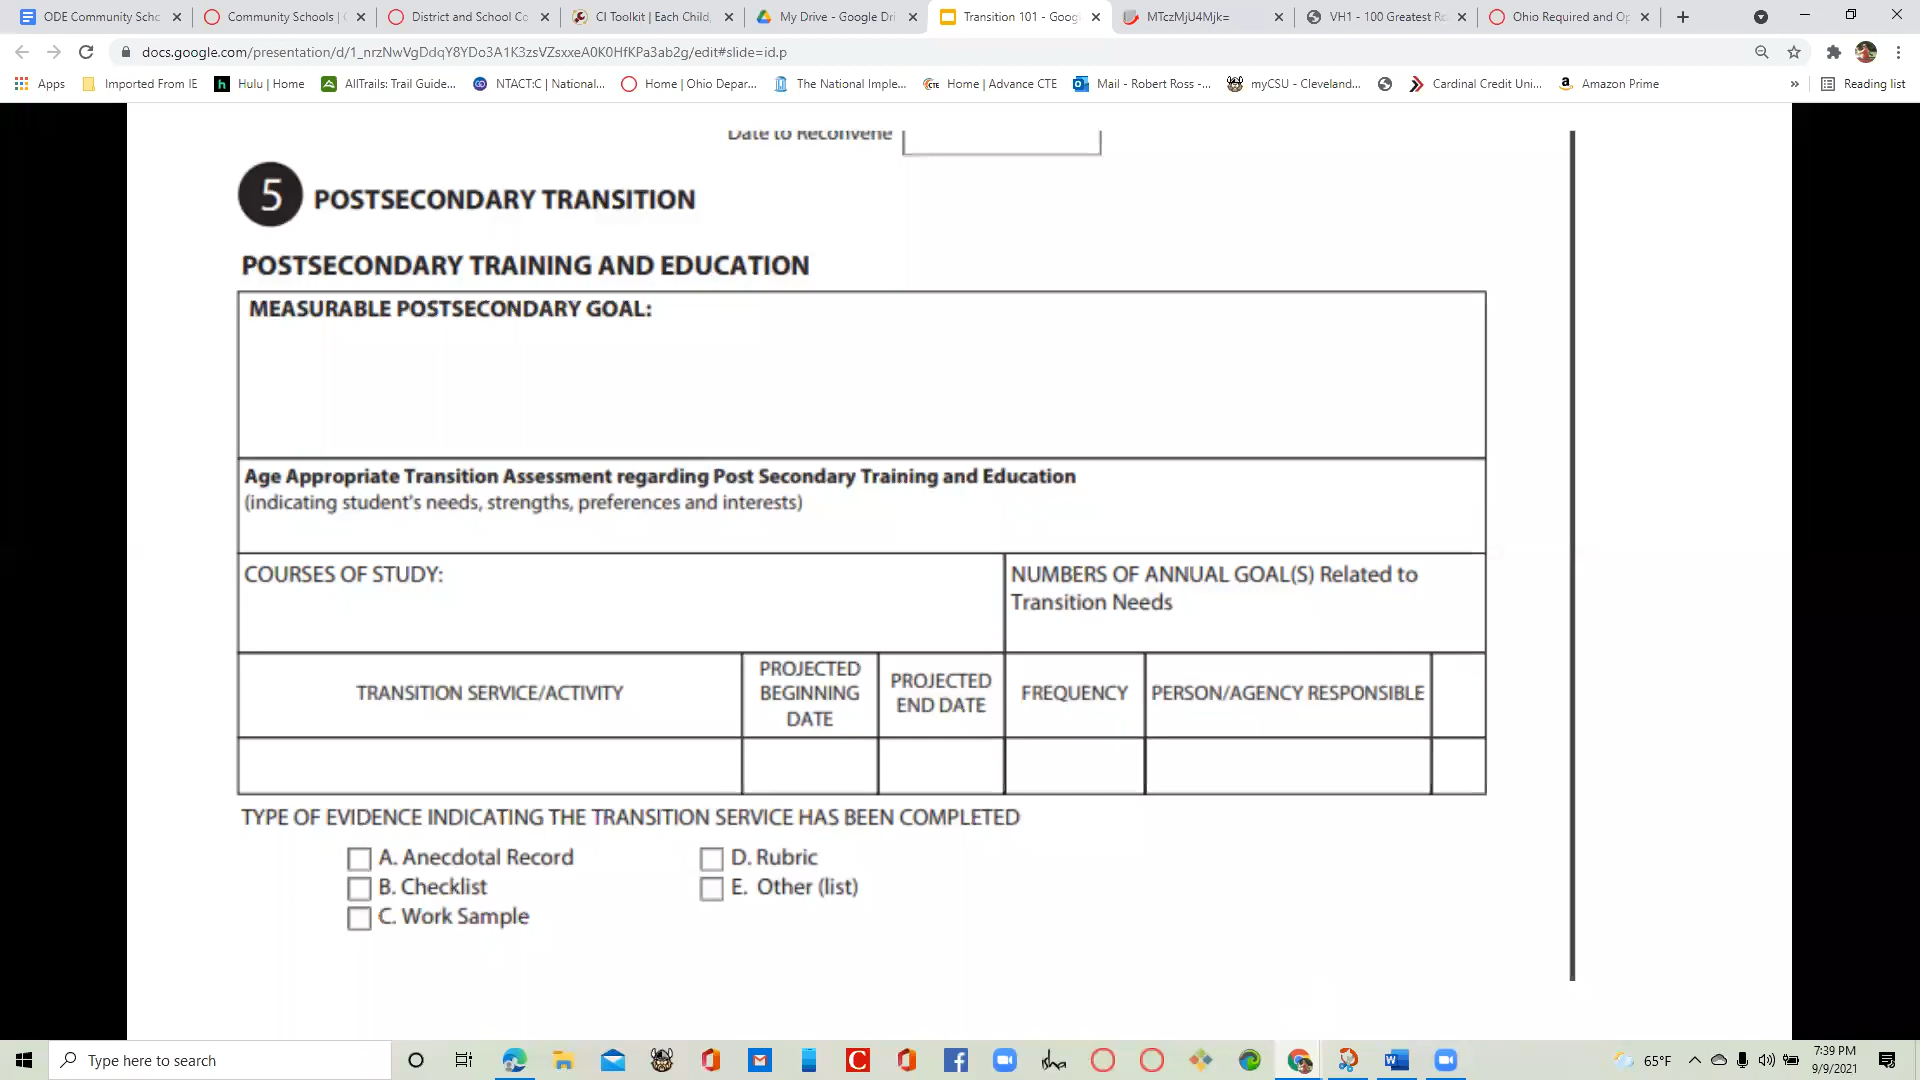 ODE Community Scho
Community Schools |
District and School Co
CI Toolkit | Each Child,
My Drive - Google Dri
Transition 101 - Goog
MTczMjU4Mjk=
VH1 - 100 Greatest Ro
Ohio Required and Op
docs.google.com/presentation/d/1_nrzNwVgDdqY8YDo3A1K3zsVZsxxeA0K0HfKPa3ab2g/edit#slide=id.p
Apps
Imported From IE
Hulu | Home
AllTrails: Trail Guide...
NTACT:C | National...
Home | Ohio Depar...
The National Imple...
Home | Advance CTE
Mail - Robert Ross -...
myCSU - Cleveland...
Cardinal Credit Uni...
Amazon Prime
»
Reading list
Date to Reconvene
5 POSTSECONDARY TRANSITION
POSTSECONDARY TRAINING AND EDUCATION
MEASURABLE POSTSECONDARY GOAL:
Age Appropriate Transition Assessment regarding Post Secondary Training and Education
(indicating student's needs, strengths, preferences and interests)
COURSES OF STUDY:
NUMBERS OF ANNUAL GOAL(S) Related to
Transition Needs
TRANSITION SERVICE/ACTIVITY
PROJECTED
BEGINNING
DATE
PROJECTED
END DATE
FREQUENCY
PERSON/AGENCY RESPONSIBLE
TYPE OF EVIDENCE INDICATING THE TRANSITION SERVICE HAS BEEN COMPLETED
A. Anecdotal Record
B. Checklist
C. Work Sample
D. Rubric
E. Other (list)
Type here to search
65°F
7:39 PM
9/9/2021